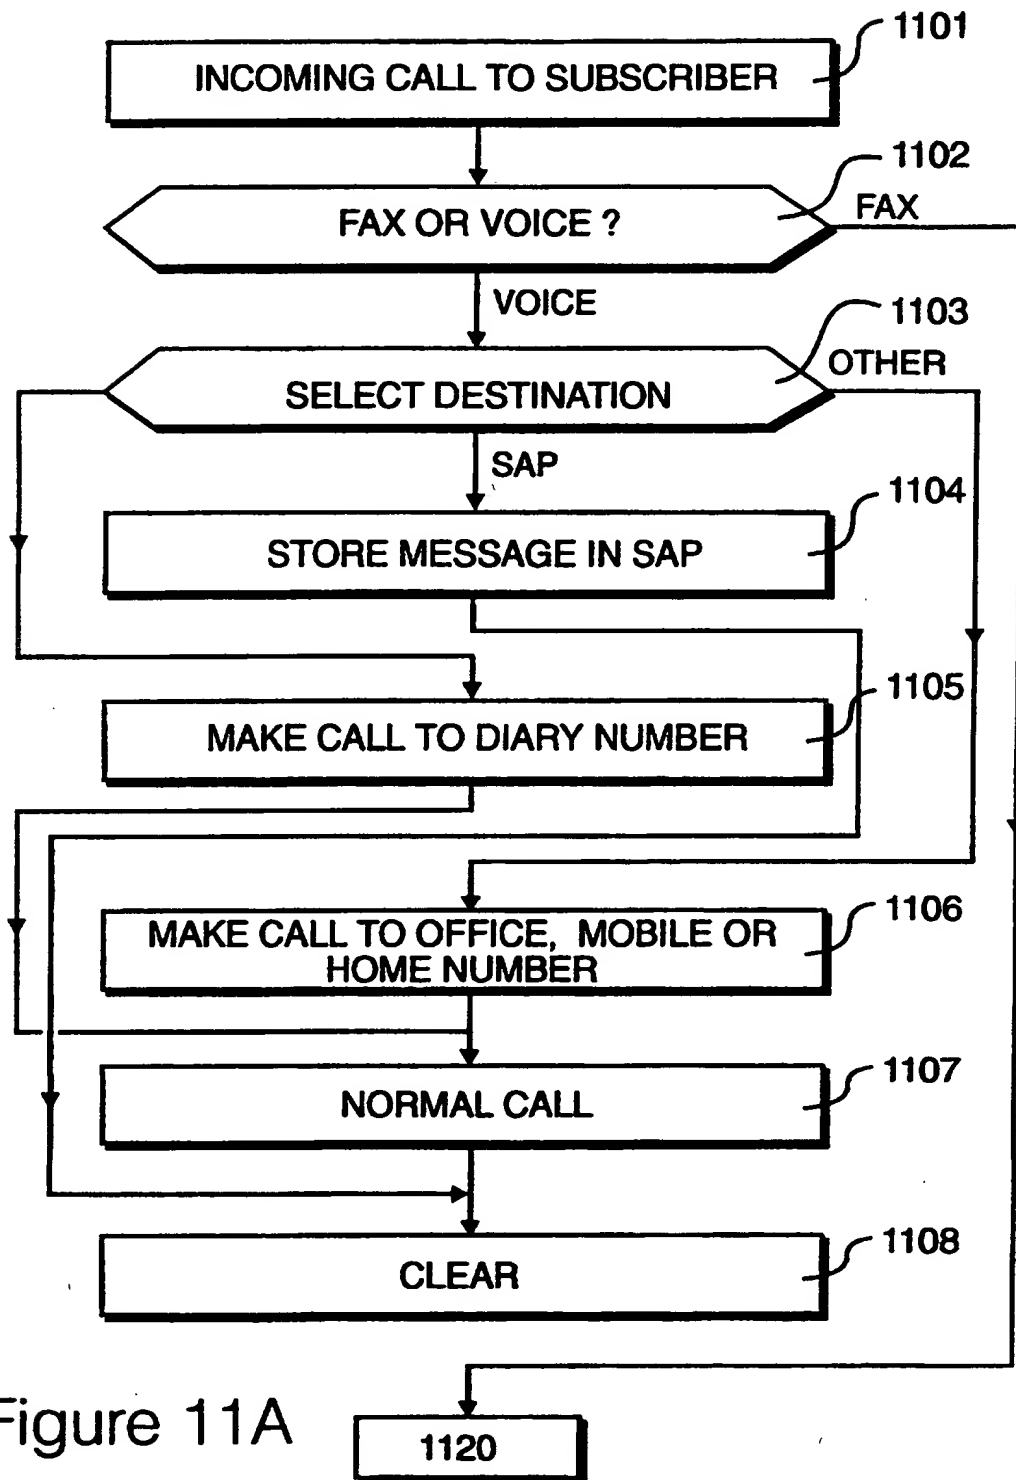 1101
INCOMING CALL TO SUBSCRIBER
1102
FAX OR VOICE ?
FAX
VOICE
1103
OTHER
SELECT DESTINATION
SAP
1104
STORE MESSAGE IN SAP
1105
MAKE CALL TO DIARY NUMBER
1106
MAKE CALL TO OFFICE, MOBILE OR
HOME NUMBER
1107
NORMAL CALL
1108
CLEAR
Figure 11A
1120